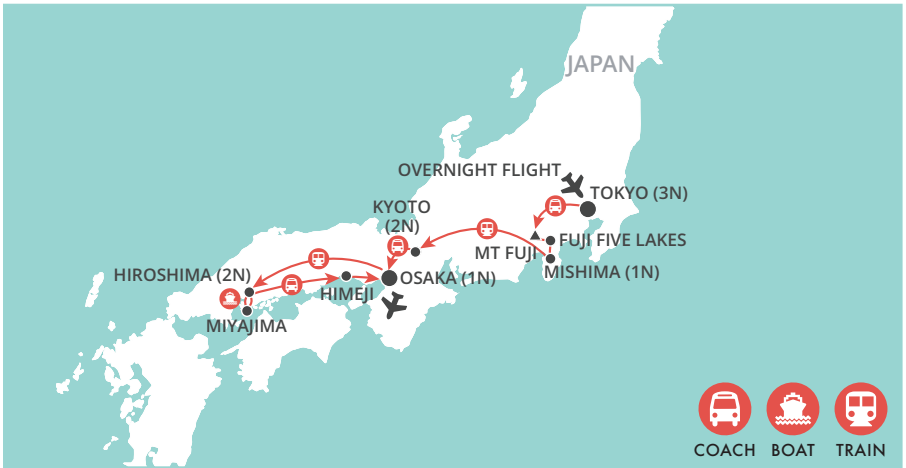 JAPAN
OVERNIGHT FLIGHT
TOKYO (3N)
KYOTO
(2N)
FUJI FIVE LAKES
MT FUJI
MISHIMA (1N)
HIROSHIMA (2N)
OSAKA (1N)
HIMEJI
MIYAJIMA
COACH BOAT TRAIN